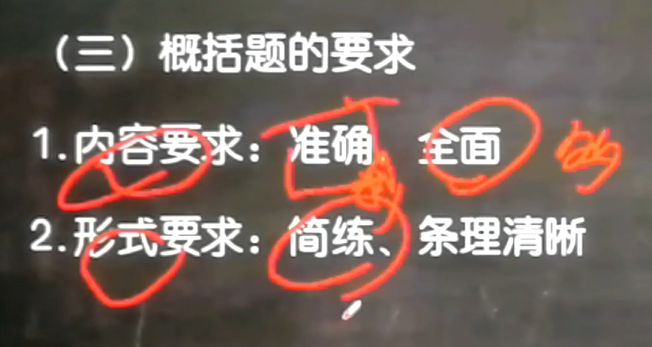 （三）概括题的要求
1.内容要求：准确、全面
2.形式要求：简练、条理清晰